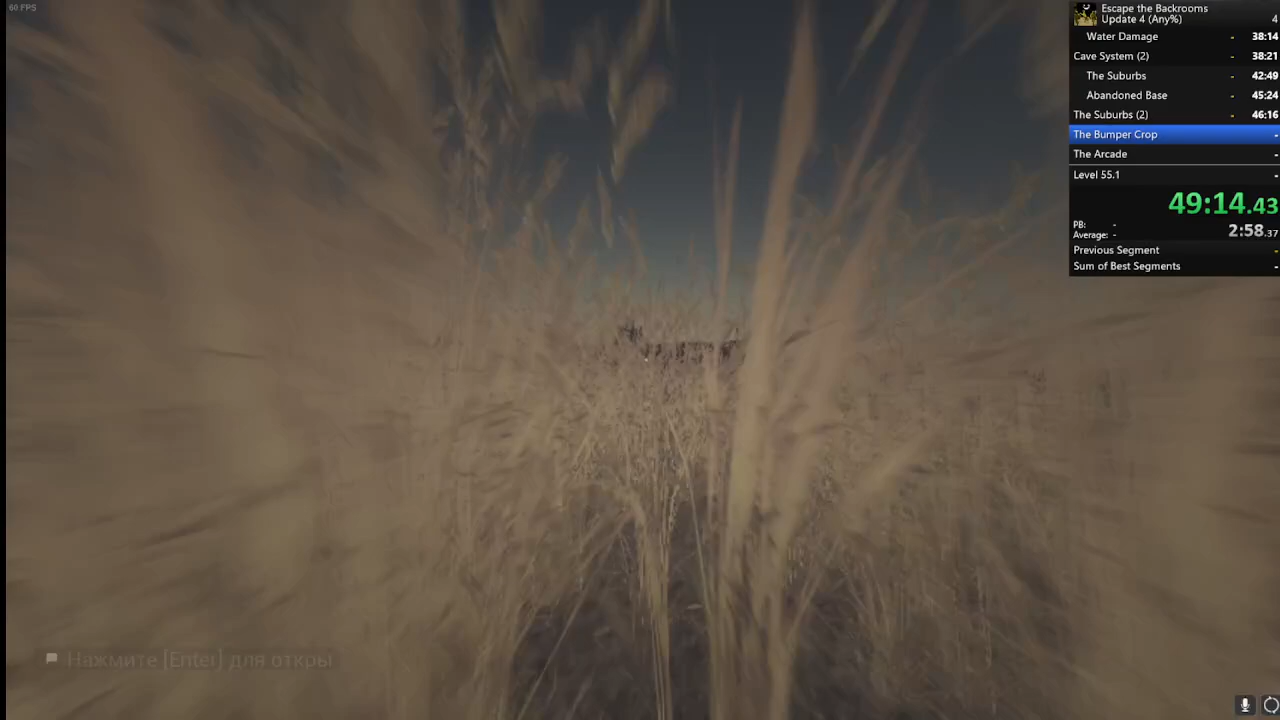 60 FPS
Escape the Backrooms
Update 4 (Any%)
4
Water Damage - 38:14
Cave System (2) - 38:21
The Suburbs - 42:49
Abandoned Base - 45:24
The Suburbs (2) - 46:16
The Bumper Crop -
The Arcade -
Level 55.1 -
49:14.43
PB: -
2:58.37
Average: -
Previous Segment -
Sum of Best Segments -
Нажмите [Enter] для откры